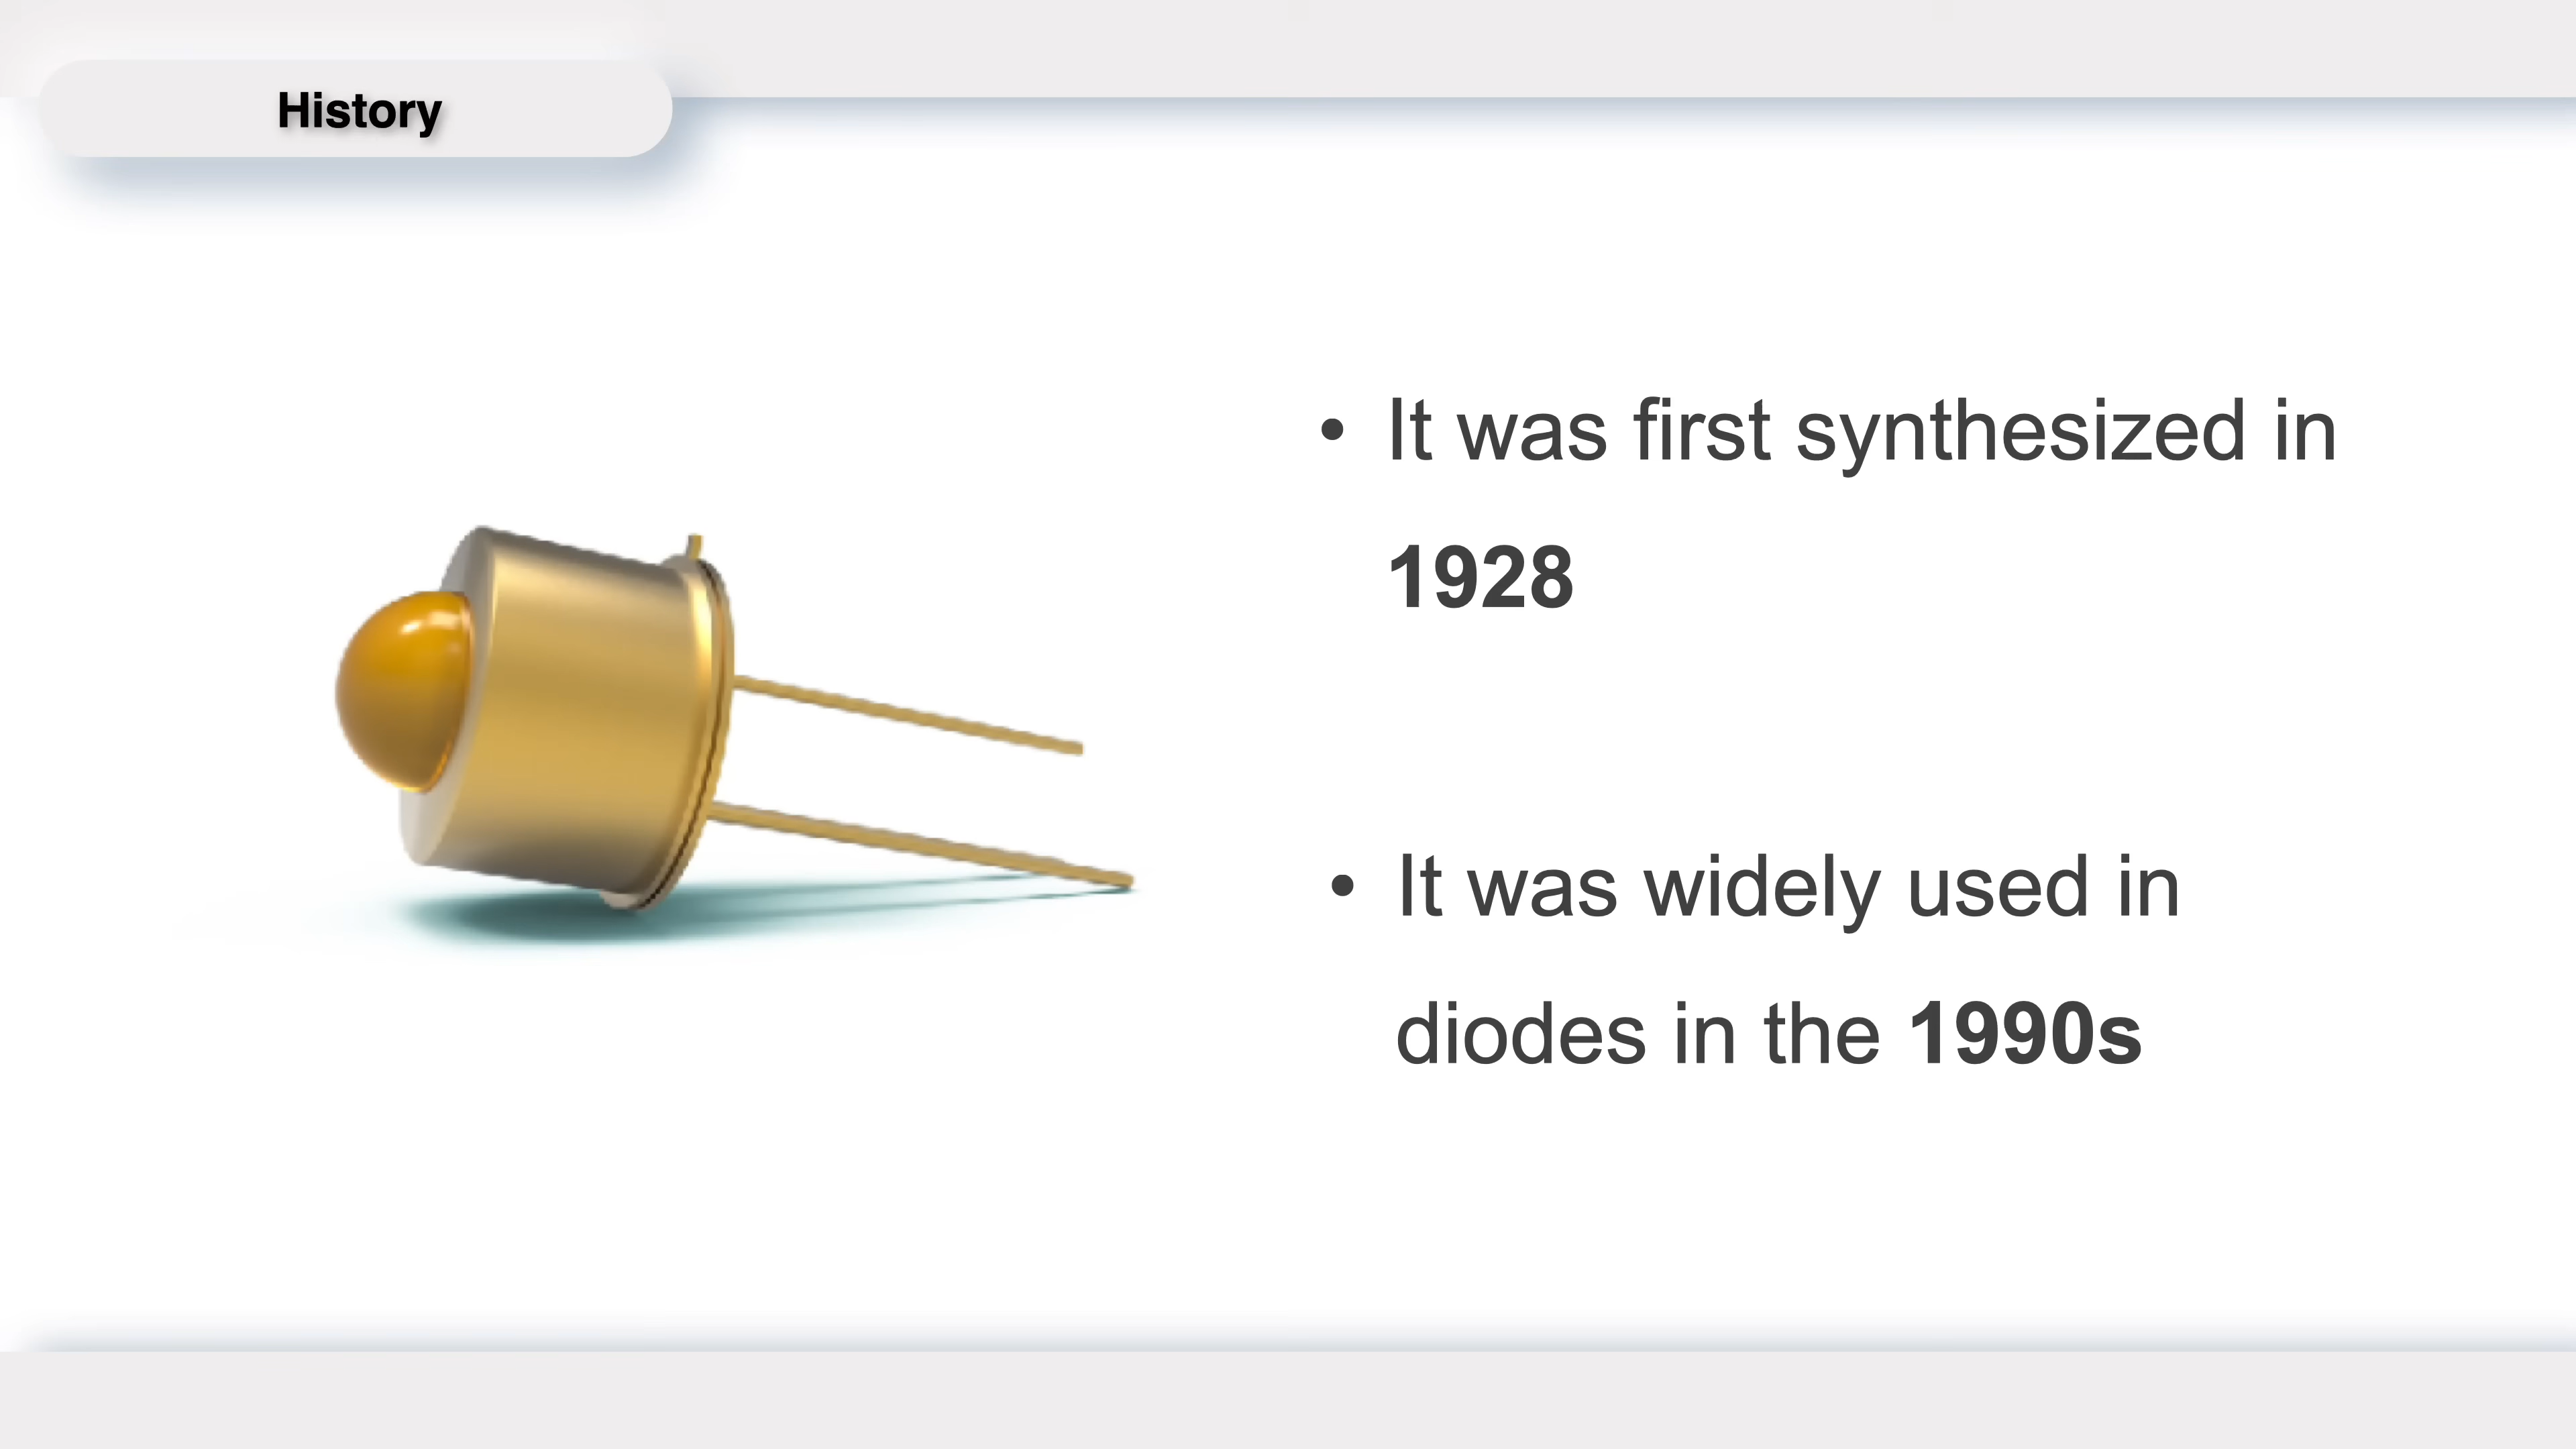 History
• It was first synthesized in
1928
• It was widely used in
diodes in the 1990s